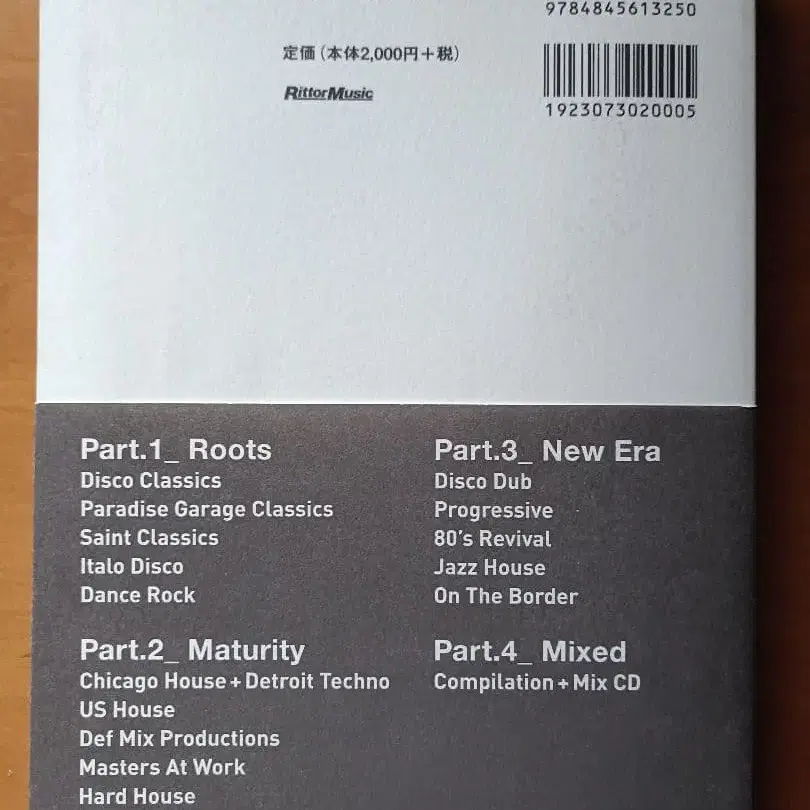 9784845613250
定価（本体2,000円＋税）
RittorMusic
1923073020005
Part.1_ Roots
Disco Classics
Paradise Garage Classics
Saint Classics
Italo Disco
Dance Rock
Part.2_ Maturity
Chicago House+Detroit Techno
US House
Def Mix Productions
Masters At Work
Hard House
Part.3_ New Era
Disco Dub
Progressive
80's Revival
Jazz House
On The Border
Part.4_ Mixed
Compilation+Mix CD